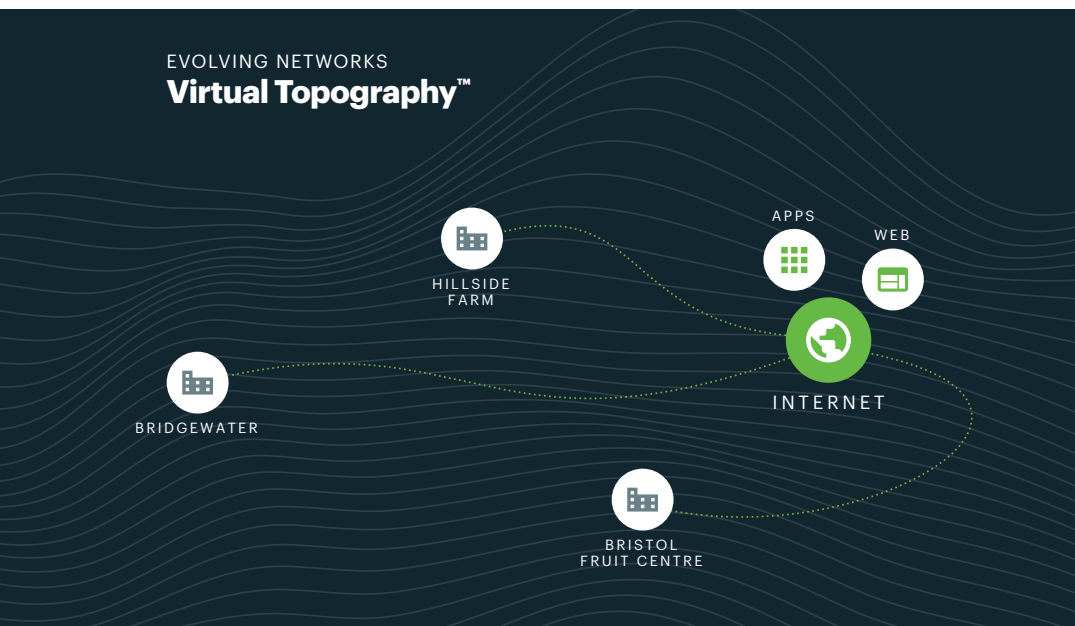 EVOLVING NETWORKS
Virtual Topography™
APPS
WEB
HILLSIDE
FARM
INTERNET
BRIDGEWATER
BRISTOL
FRUIT CENTRE